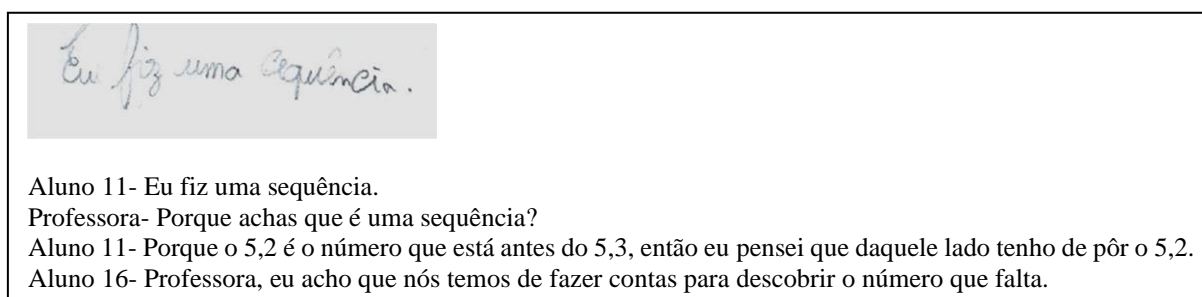 Eu fiz uma cequência.
Aluno 11- Eu fiz uma sequência.
Professora- Porque achas que é uma sequência?
Aluno 11- Porque o 5,2 é o número que está antes do 5,3, então eu pensei que daquele lado tenho de pôr o 5,2.
Aluno 16- Professora, eu acho que nós temos de fazer contas para descobrir o número que falta.